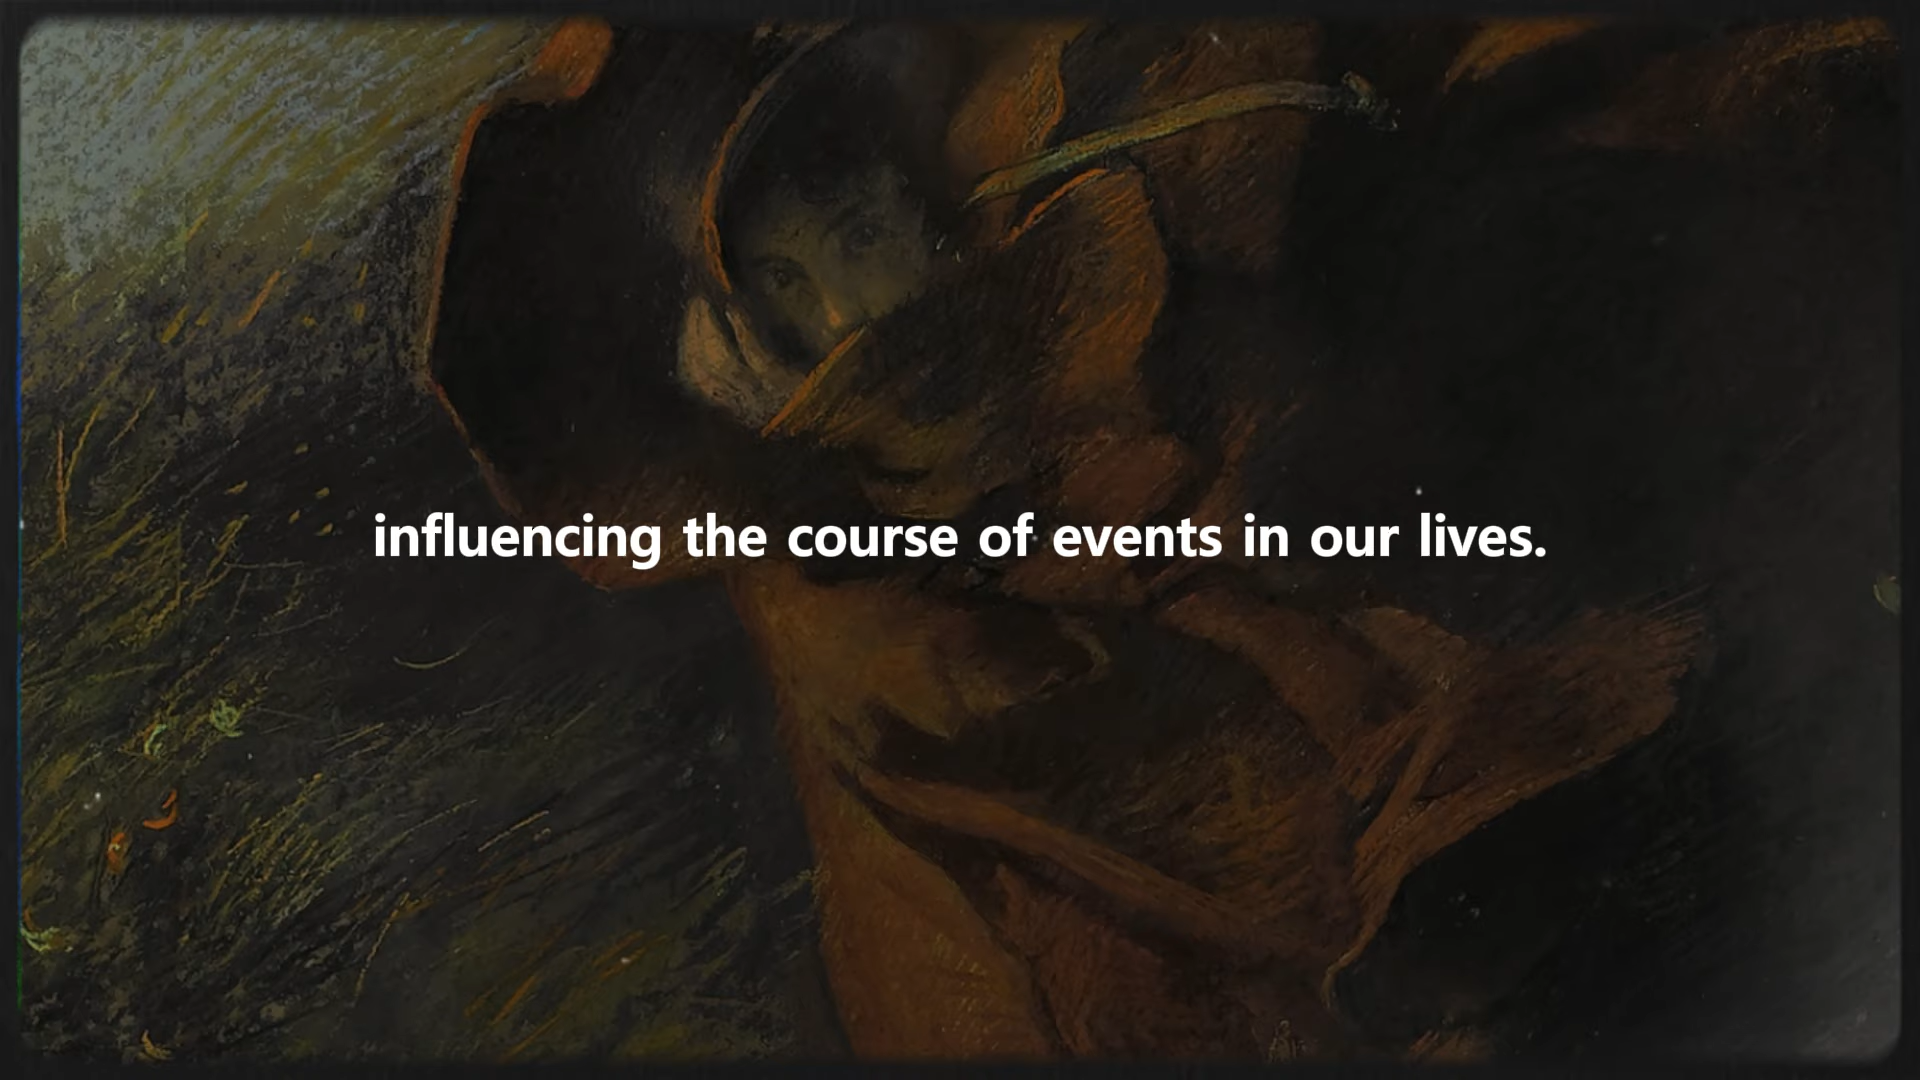 influencing the course of events in our lives.